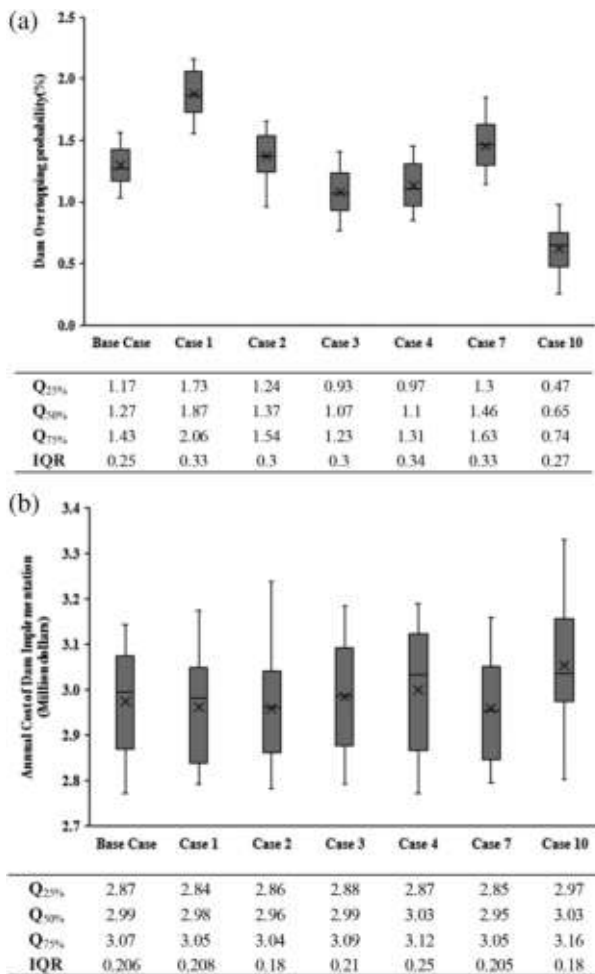 (a)
Dam Overtopping probability(%)
2.5
2.0
1.5
1.0
0.5
0.0
Base Case Case 1 Case 2 Case 3 Case 4 Case 7 Case 10
Q25% 1.17 1.73 1.24 0.93 0.97 1.3 0.47
Q50% 1.27 1.87 1.37 1.07 1.1 1.46 0.65
Q75% 1.43 2.06 1.54 1.23 1.31 1.63 0.74
IQR 0.25 0.33 0.3 0.3 0.34 0.33 0.27
(b)
Annual Cost of Dam Implementation
(Million dollars)
3.4
3.3
3.2
3.1
3.0
2.9
2.8
2.7
Base Case Case 1 Case 2 Case 3 Case 4 Case 7 Case 10
Q25% 2.87 2.84 2.86 2.88 2.87 2.85 2.97
Q50% 2.99 2.98 2.96 2.99 3.03 2.95 3.03
Q75% 3.07 3.05 3.04 3.09 3.12 3.05 3.16
IQR 0.206 0.208 0.18 0.21 0.25 0.205 0.18